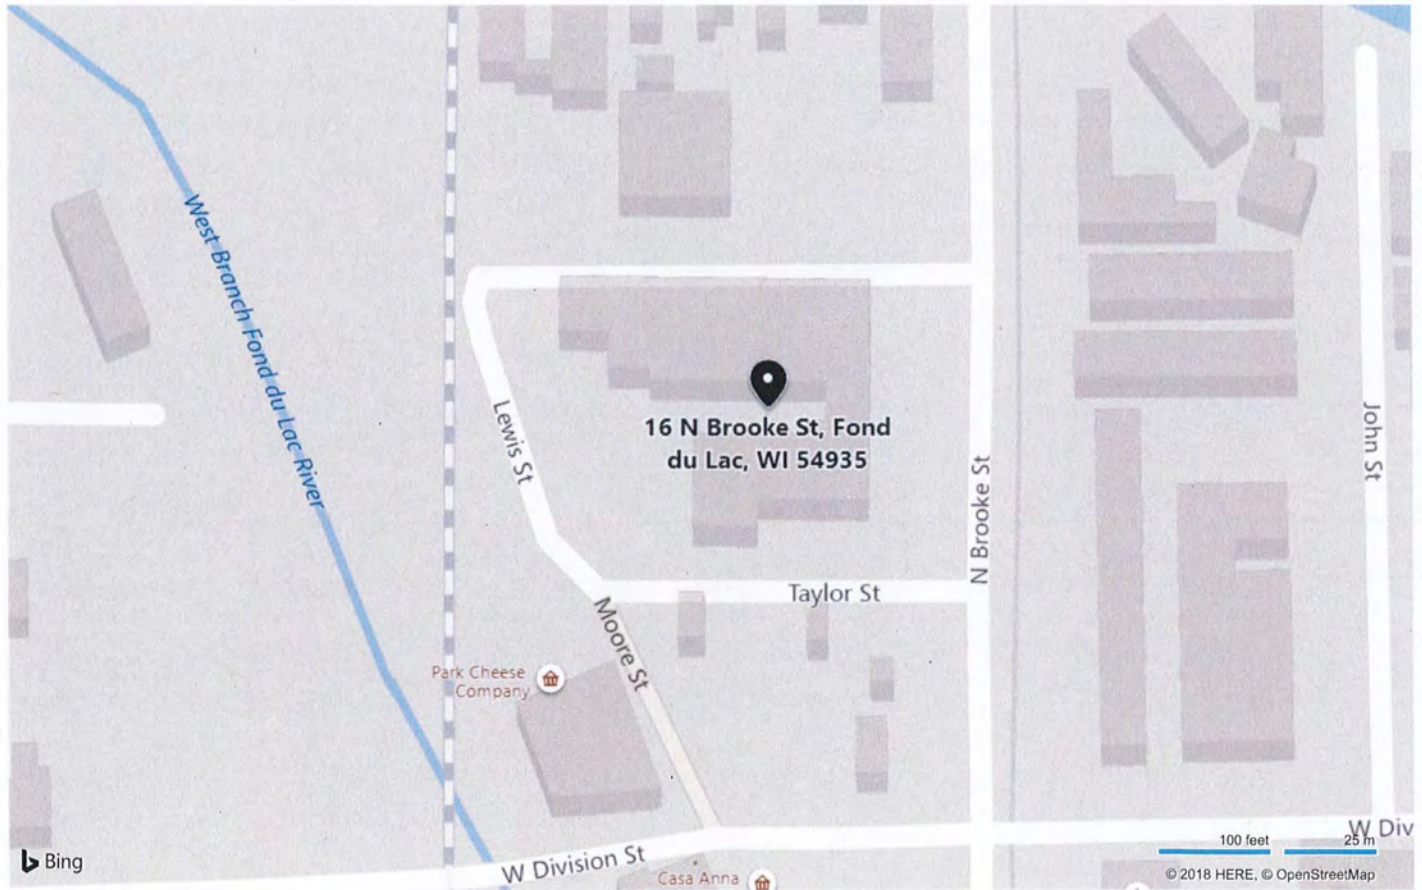 West Branch Fond du Lac River
Lewis St
16 N Brooke St, Fond
du Lac, WI 54935
N Brooke St
John St
Taylor St
Moore St
Park Cheese
Company
W Division St
Casa Anna
W Div
100 feet
25 m
Bing
© 2018 HERE, © OpenStreetMap